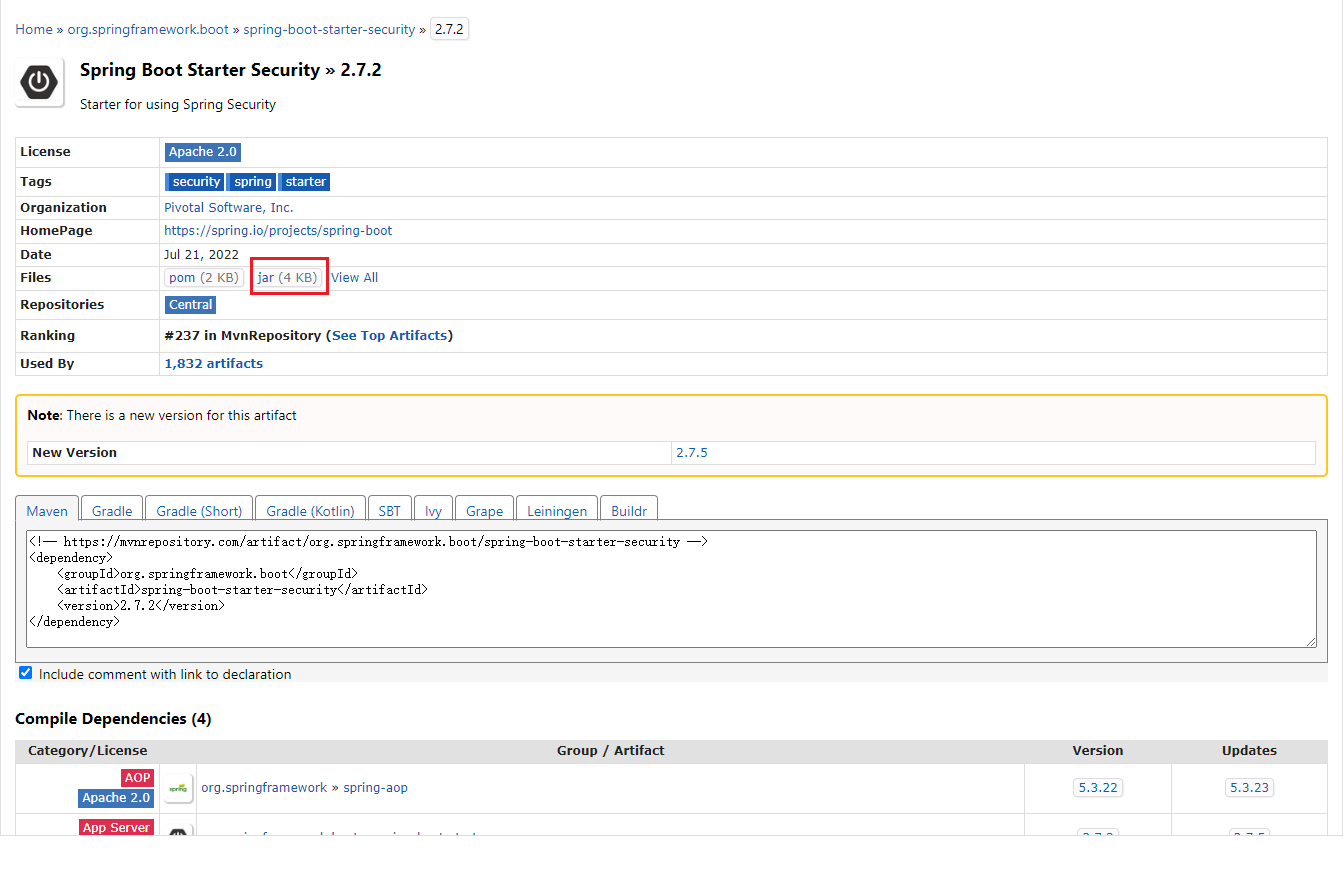 Home » org.springframework.boot » spring-boot-starter-security » 2.7.2
Spring Boot Starter Security » 2.7.2
Starter for using Spring Security
License Apache 2.0
Tags security spring starter
Organization Pivotal Software, Inc.
HomePage https://spring.io/projects/spring-boot
Date Jul 21, 2022
Files pom (2 KB) jar (4 KB) View All
Repositories Central
Ranking #237 in MvnRepository (See Top Artifacts)
Used By 1,832 artifacts
Note: There is a new version for this artifact
New Version 2.7.5
Maven Gradle Gradle (Short) Gradle (Kotlin) SBT Ivy Grape Leiningen Buildr
<!-- https://mvnrepository.com/artifact/org.springframework.boot/spring-boot-starter-security -->
<dependency>
    <groupId>org.springframework.boot</groupId>
    <artifactId>spring-boot-starter-security</artifactId>
    <version>2.7.2</version>
</dependency>
Include comment with link to declaration
Compile Dependencies (4)
Category/License Group / Artifact Version Updates
AOP
Apache 2.0 spring org.springframework » spring-aop 5.3.22 5.3.23
App Server